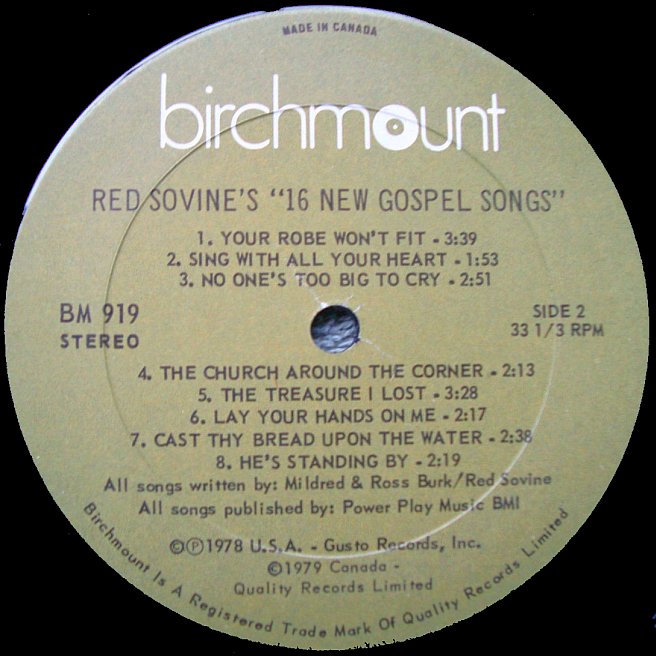 MADE IN CANADA
birchmount
RED SOVINE'S "16 NEW GOSPEL SONGS"
1. YOUR ROBE WON'T FIT - 3:39
2. SING WITH ALL YOUR HEART - 1:53
3. NO ONE'S TOO BIG TO CRY - 2:51
BM 919
STEREO
SIDE 2
33 1/3 RPM
4. THE CHURCH AROUND THE CORNER - 2:13
5. THE TREASURE I LOST - 3:28
6. LAY YOUR HANDS ON ME - 2:17
7. CAST THY BREAD UPON THE WATER - 2:38
8. HE'S STANDING BY - 2:19
All songs written by: Mildred & Ross Burk/Red Sovine
All songs published by: Power Play Music BMI
©℗1978 U.S.A. - Gusto Records, Inc.
©1979 Canada -
Quality Records Limited
Birchmount Is A Registered Trade Mark Of Quality Records Limited